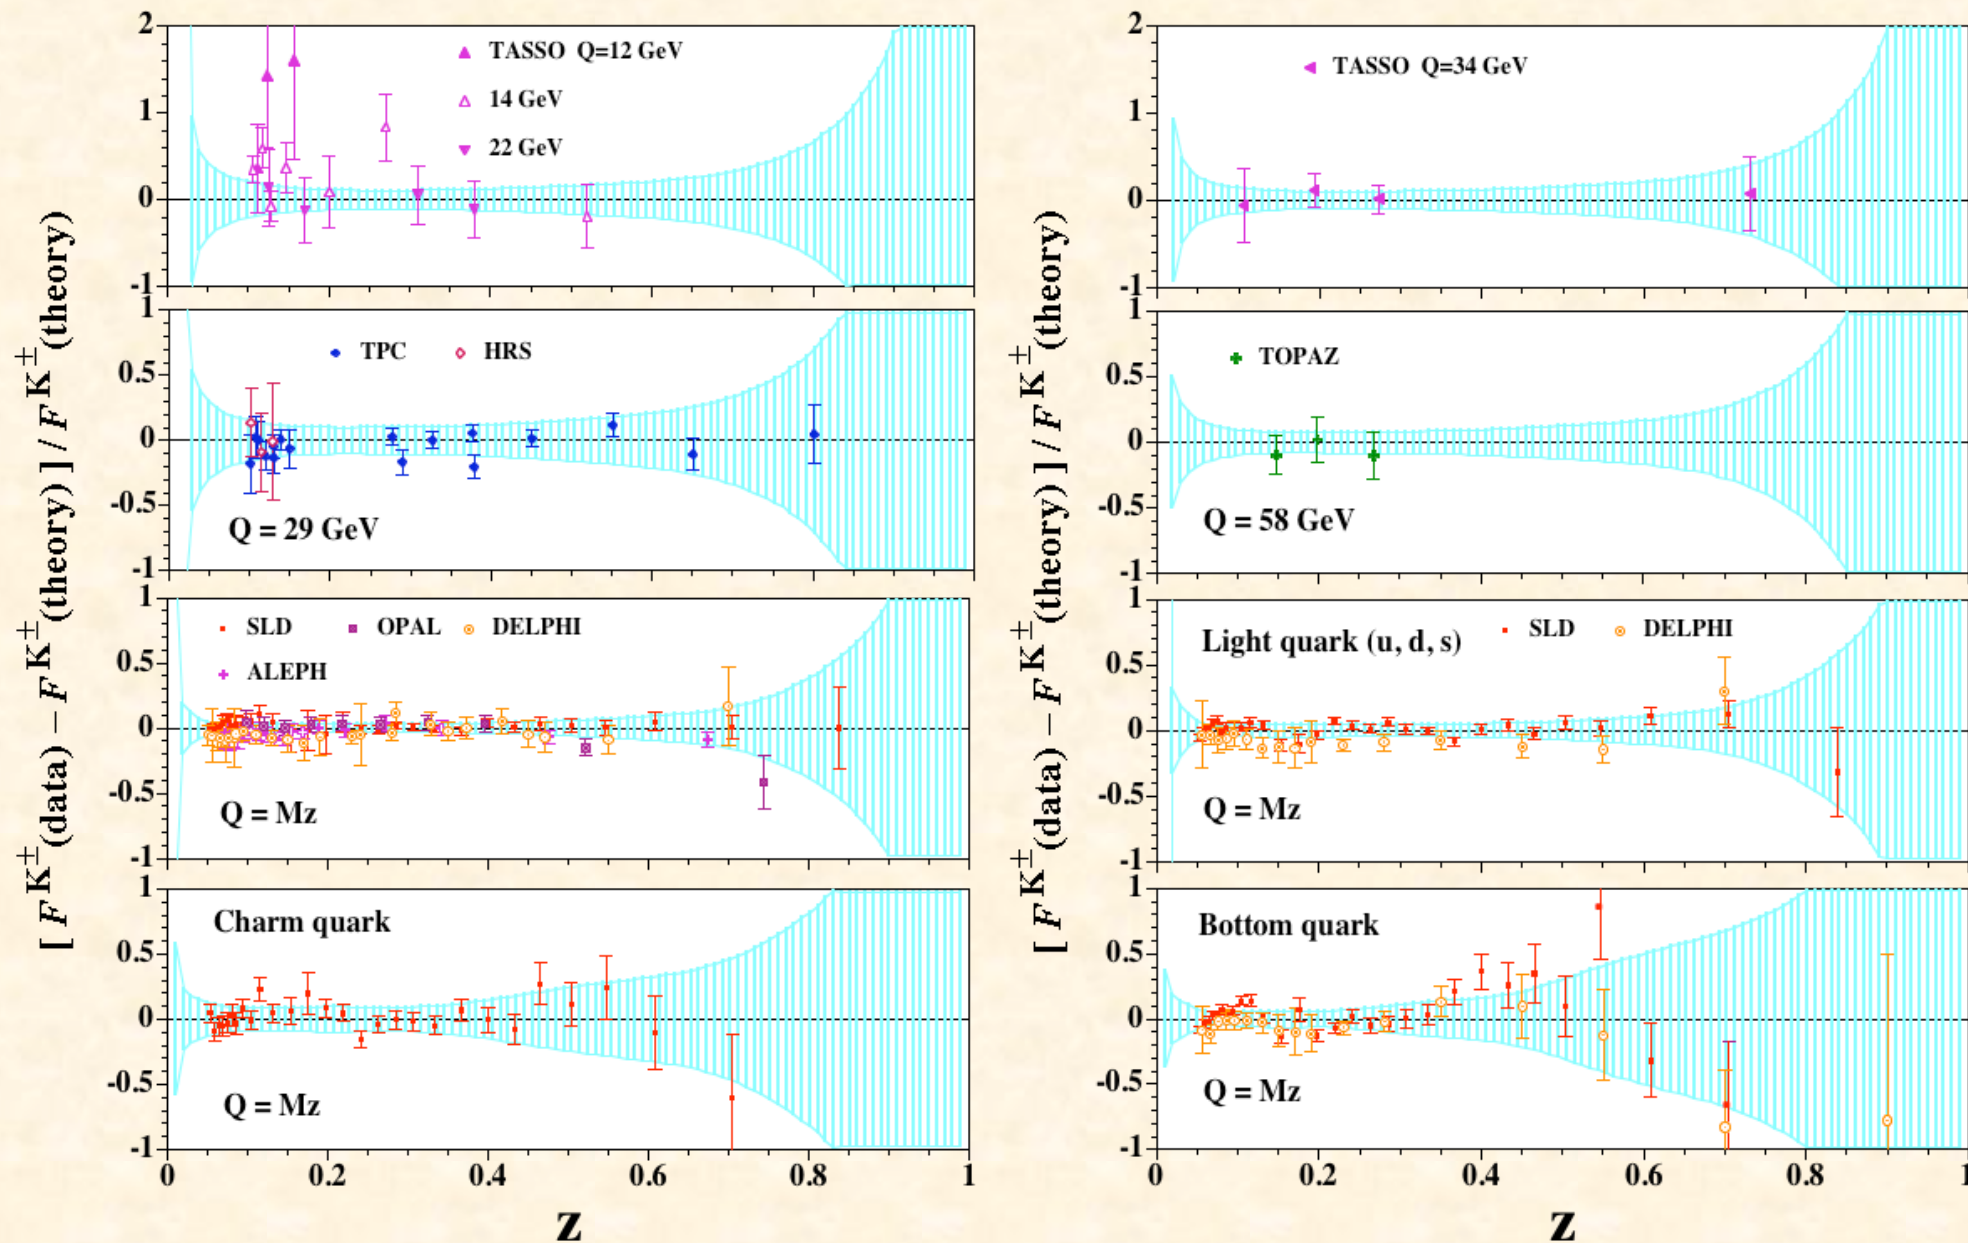 [ F K± (data) – F K± (theory) ] / F K± (theory)
2
1
0
-1
TASSO Q=12 GeV
14 GeV
22 GeV
1
0.5
0
-0.5
-1
TPC HRS
Q = 29 GeV
1
0.5
0
-0.5
-1
SLD OPAL DELPHI
ALEPH
Q = Mz
1
0.5
0
-0.5
-1
Charm quark
Q = Mz
0 0.2 0.4 0.6 0.8 1
z
[ F K± (data) – F K± (theory) ] / F K± (theory)
2
1
0
-1
TASSO Q=34 GeV
1
0.5
0
-0.5
-1
TOPAZ
Q = 58 GeV
1
0.5
0
-0.5
-1
Light quark (u, d, s) SLD DELPHI
Q = Mz
1
0.5
0
-0.5
-1
Bottom quark
Q = Mz
0 0.2 0.4 0.6 0.8 1
z